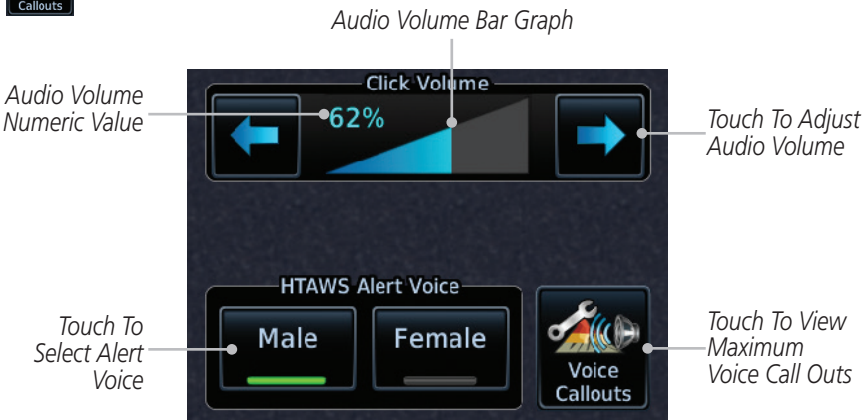 Callouts
Audio Volume Bar Graph
Audio Volume
Numeric Value
Click Volume
62%
Touch To Adjust
Audio Volume
HTAWS Alert Voice
Male
Female
Touch To
Select Alert
Voice
Voice
Callouts
Touch To View
Maximum
Voice Call Outs